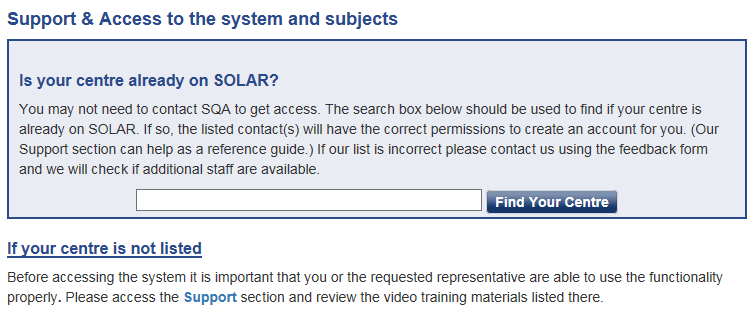 Support & Access to the system and subjects
Is your centre already on SOLAR?
You may not need to contact SQA to get access. The search box below should be used to find if your centre is
already on SOLAR. If so, the listed contact(s) will have the correct permissions to create an account for you. (Our
Support section can help as a reference guide.) If our list is incorrect please contact us using the feedback form
and we will check if additional staff are available.
Find Your Centre
If your centre is not listed
Before accessing the system it is important that you or the requested representative are able to use the functionality
properly. Please access the Support section and review the video training materials listed there.